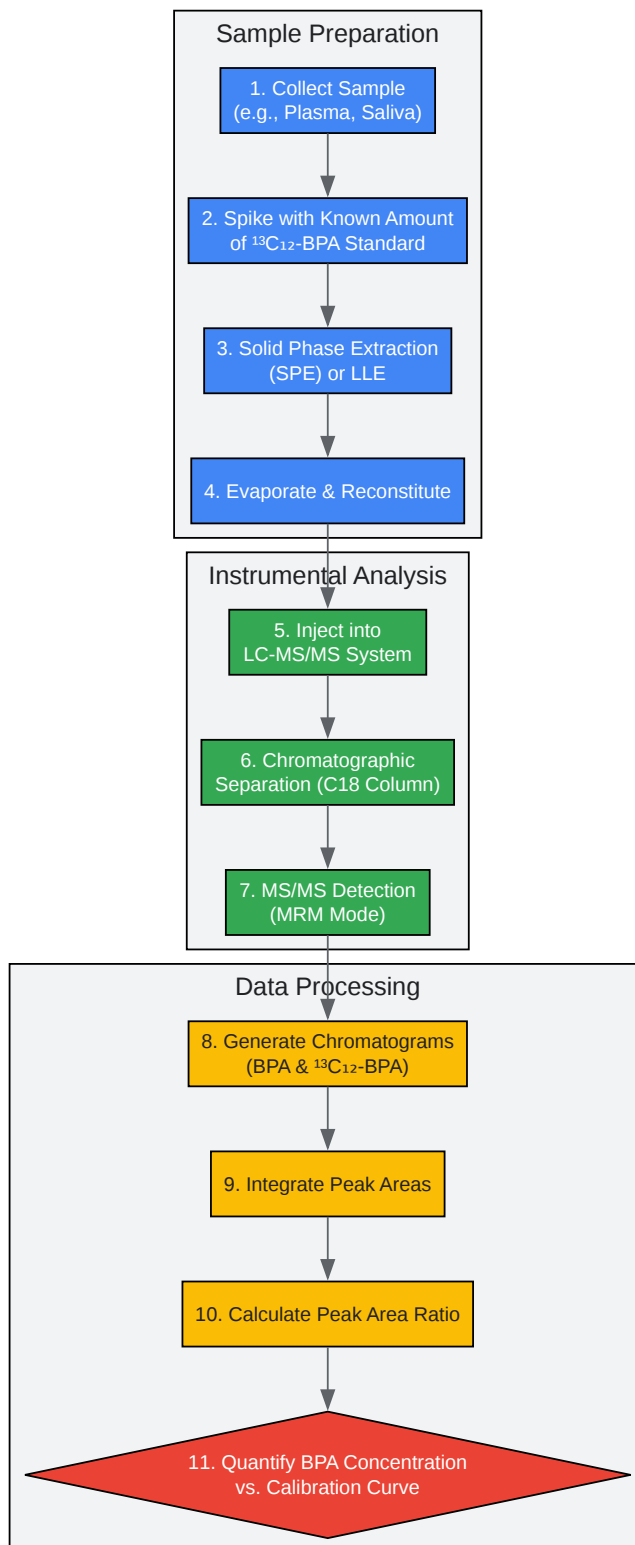 Sample Preparation
1. Collect Sample
(e.g., Plasma, Saliva)
2. Spike with Known Amount
of ¹³C₁₂-BPA Standard
3. Solid Phase Extraction
(SPE) or LLE
4. Evaporate & Reconstitute
Instrumental Analysis
5. Inject into
LC-MS/MS System
6. Chromatographic
Separation (C18 Column)
7. MS/MS Detection
(MRM Mode)
Data Processing
8. Generate Chromatograms
(BPA & ¹³C₁₂-BPA)
9. Integrate Peak Areas
10. Calculate Peak Area Ratio
11. Quantify BPA Concentration
vs. Calibration Curve